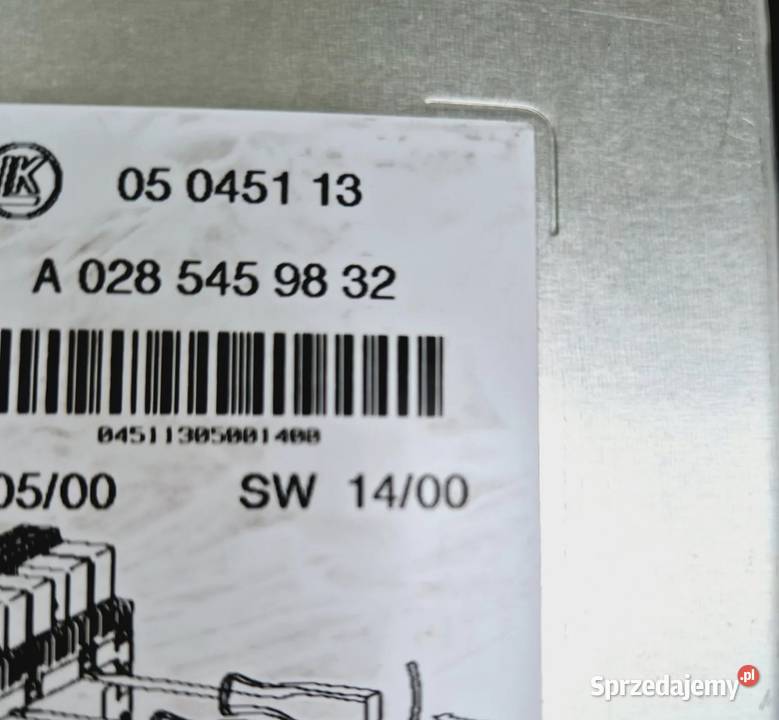 K
05 0451 13
A 028 545 98 32
04511305001400
05/00 SW 14/00
Sprzedajemy.pl